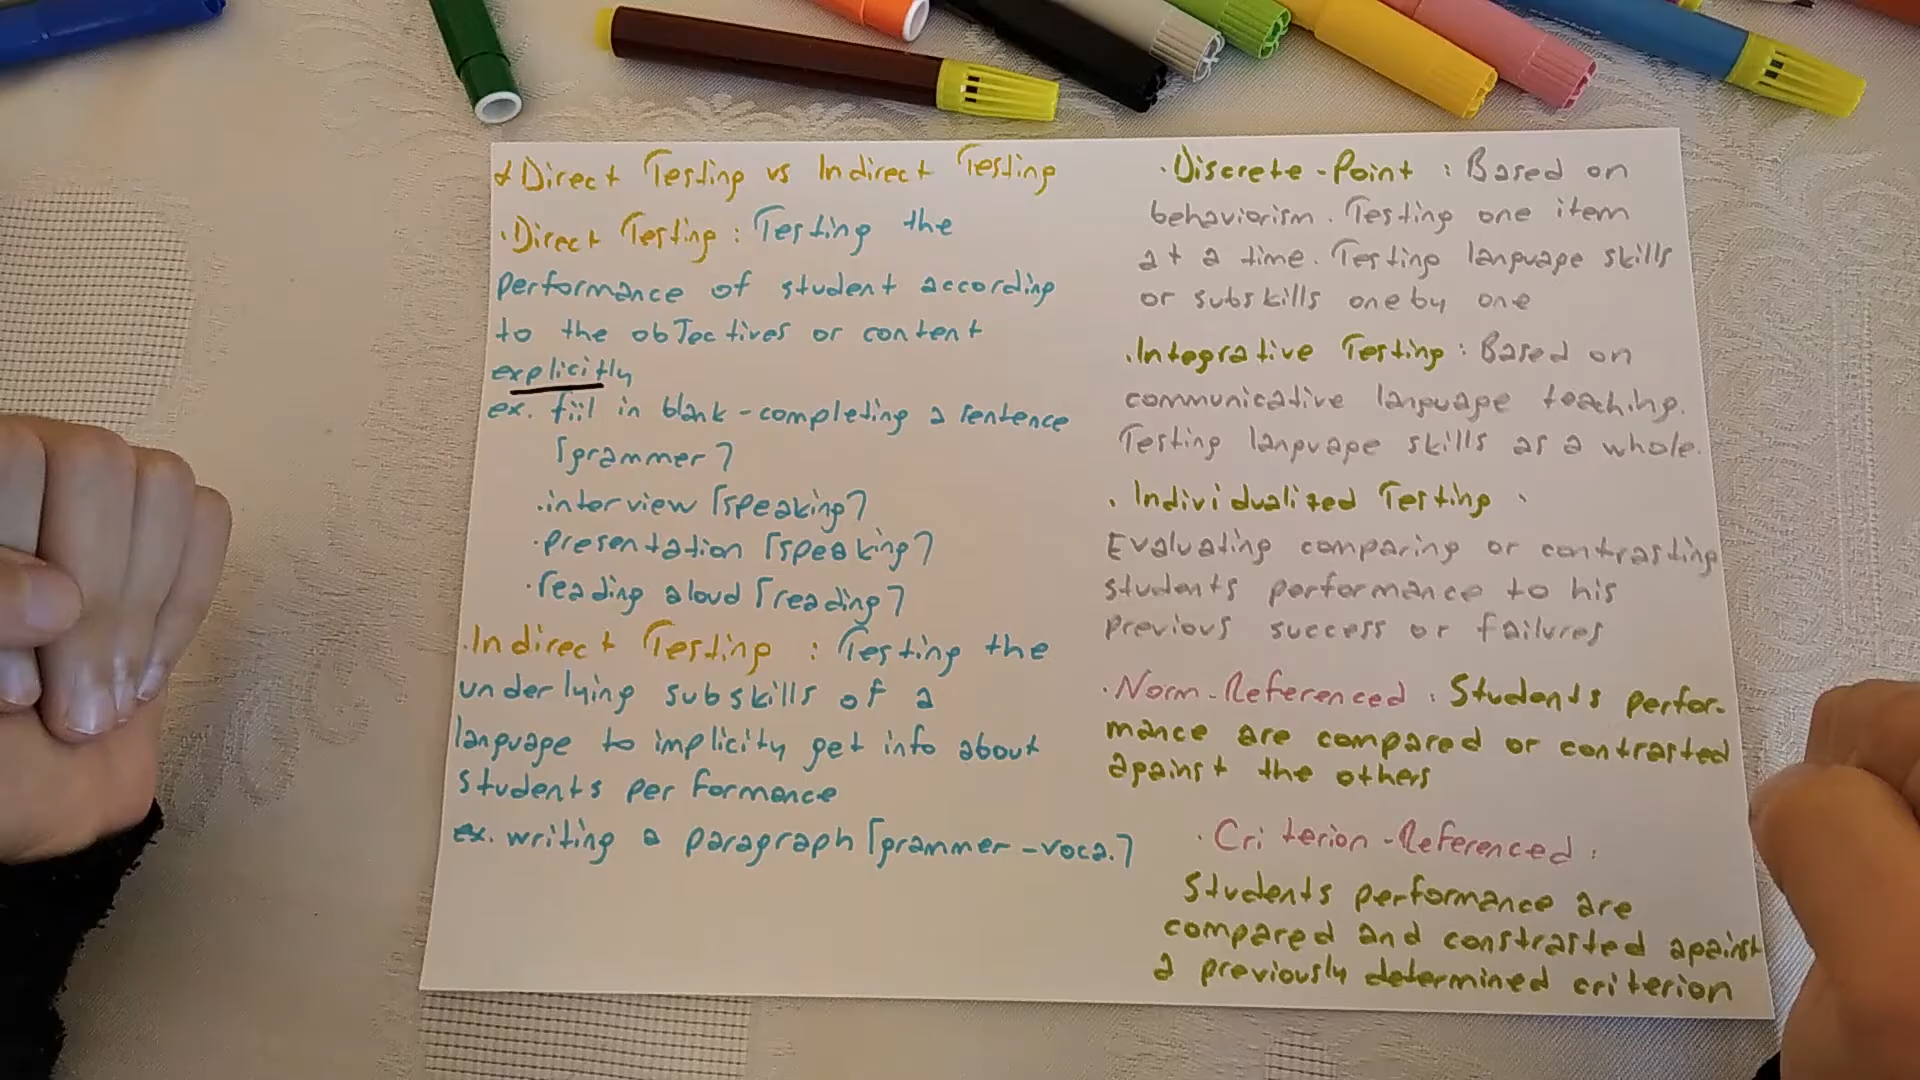 * Direct Testing vs Indirect Testing
· Direct Testing : Testing the
performance of student according
to the objectives or content
explicitly
ex. fiil in blank - completing a sentence
[grammer]
· interview [speaking]
· presentation [speaking]
· reading aloud [reading]
· Indirect Testing : Testing the
underlying subskills of a
language to implicity get info about
students performance
ex. writing a paragraph [grammer - voca.]
· Discrete - Point : Based on
behaviorism. Testing one item
at a time. Testing language skills
or subskills one by one
· Integrative Testing : Based on
communicative language teaching.
Testing language skills as a whole.
· Individualized Testing :
Evaluating comparing or contrasting
students performance to his
previous success or failures
· Norm-Referenced : Students perfor-
mance are compared or contrasted
against the others
· Criterion-Referenced :
Students performance are
compared and constrasted against
a previously determined criterion